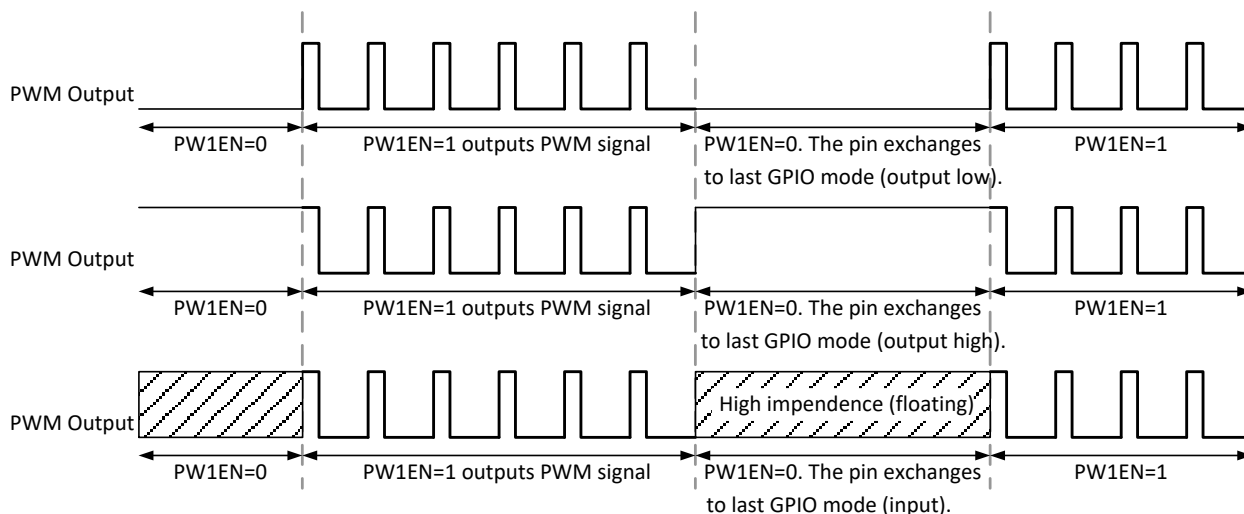 PWM Output
PW1EN=0
PW1EN=1 outputs PWM signal
PW1EN=0. The pin exchanges
to last GPIO mode (output low).
PW1EN=1
PWM Output
PW1EN=0
PW1EN=1 outputs PWM signal
PW1EN=0. The pin exchanges
to last GPIO mode (output high).
PW1EN=1
PWM Output
High impendence (floating)
PW1EN=0
PW1EN=1 outputs PWM signal
PW1EN=0. The pin exchanges
to last GPIO mode (input).
PW1EN=1